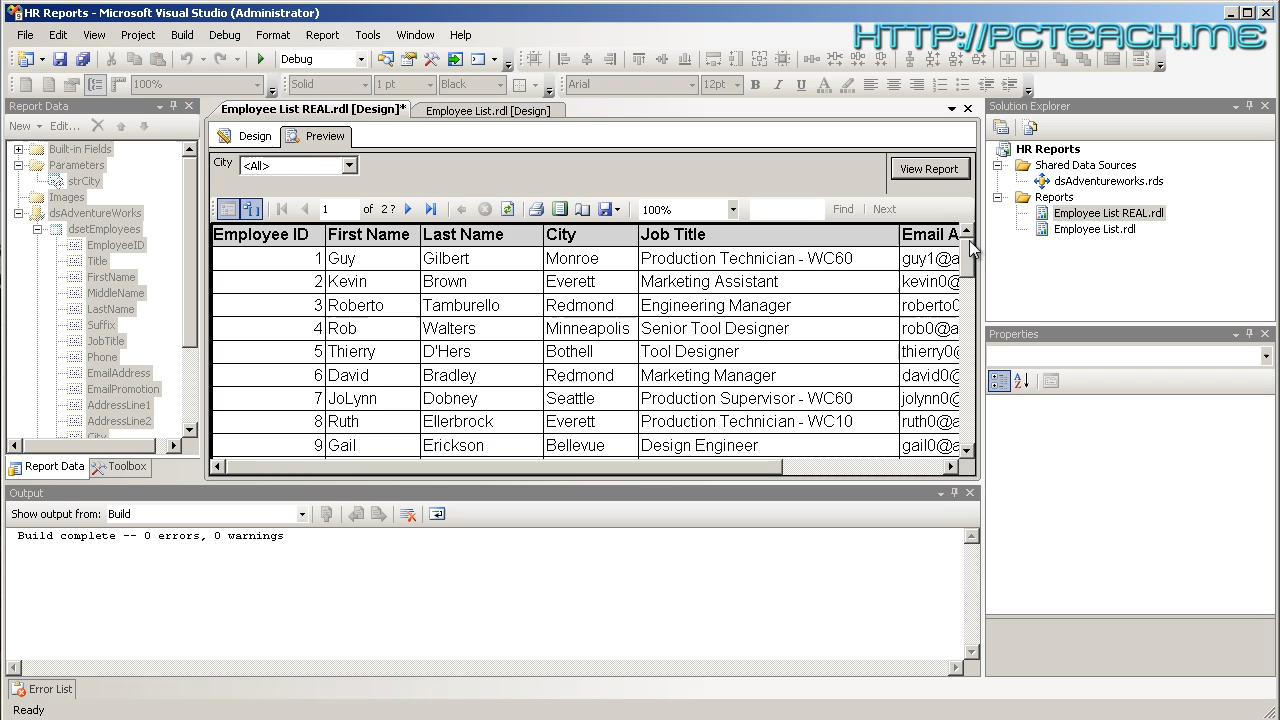 HR Reports - Microsoft Visual Studio (Administrator)
File Edit View Project Build Debug Format Report Tools Window Help
HTTP://PCTEACH.ME
Debug
100% Solid 1 pt Black Arial 12pt B I U A
Report Data
New Edit...
Built-in Fields
Parameters
strCity
Images
dsAdventureWorks
dsetEmployees
EmployeeID
Title
FirstName
MiddleName
LastName
Suffix
JobTitle
Phone
EmailAddress
EmailPromotion
AddressLine1
AddressLine2
City
Report Data Toolbox
Employee List REAL.rdl [Design]* Employee List.rdl [Design]
Design Preview
City <All> View Report
1 of 2 ? 100% Find Next
Employee ID First Name Last Name City Job Title Email A
1 Guy Gilbert Monroe Production Technician - WC60 guy1@a
2 Kevin Brown Everett Marketing Assistant kevin0@
3 Roberto Tamburello Redmond Engineering Manager roberto0
4 Rob Walters Minneapolis Senior Tool Designer rob0@a
5 Thierry D'Hers Bothell Tool Designer thierry0@
6 David Bradley Redmond Marketing Manager david0@
7 JoLynn Dobney Seattle Production Supervisor - WC60 jolynn0@
8 Ruth Ellerbrock Everett Production Technician - WC10 ruth0@a
9 Gail Erickson Bellevue Design Engineer gail0@a
Solution Explorer
HR Reports
Shared Data Sources
dsAdventureworks.rds
Reports
Employee List REAL.rdl
Employee List.rdl
Properties
Output
Show output from: Build
Build complete -- 0 errors, 0 warnings
Error List
Ready